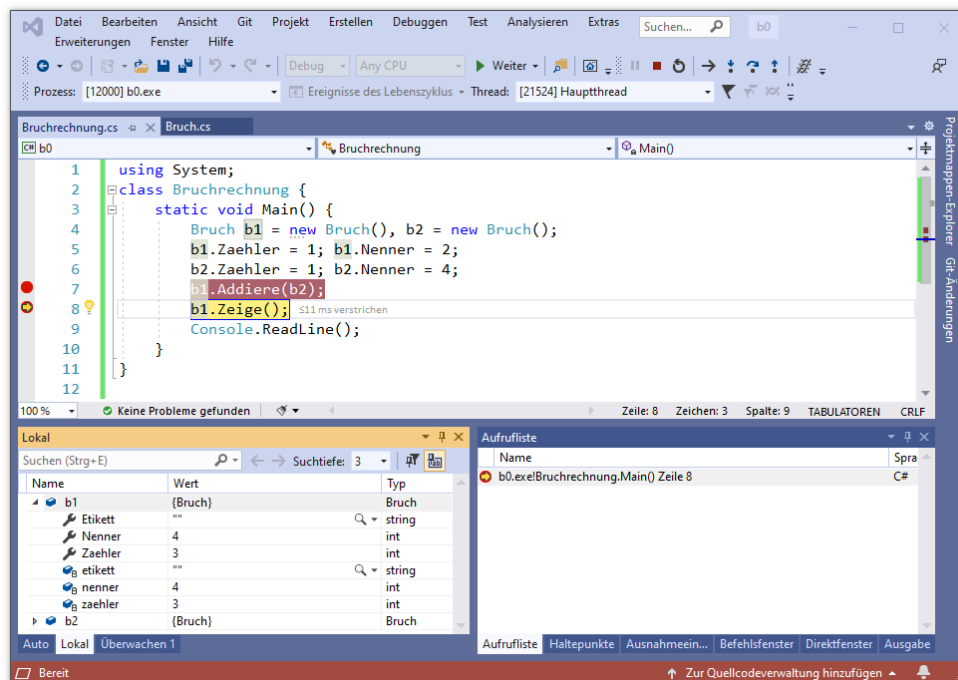 Datei Bearbeiten Ansicht Git Projekt Erstellen Debuggen Test Analysieren Extras Suchen... b0
Erweiterungen Fenster Hilfe
Debug Any CPU Weiter
Prozess: [12000] b0.exe Ereignisse des Lebenszyklus Thread: [21524] Hauptthread
Bruchrechnung.cs Bruch.cs
C# b0 Bruchrechnung Main()
1 using System;
2 class Bruchrechnung {
3 static void Main() {
4 Bruch b1 = new Bruch(), b2 = new Bruch();
5 b1.Zaehler = 1; b1.Nenner = 2;
6 b2.Zaehler = 1; b2.Nenner = 4;
7 b1.Addiere(b2);
8 b1.Zeige(); ≤11 ms verstrichen
9 Console.ReadLine();
10 }
11 }
12
100 % Keine Probleme gefunden Zeile: 8 Zeichen: 3 Spalte: 9 TABULATOREN CRLF
Projektmappen-Explorer
Git-Änderungen
Lokal
Suchen (Strg+E) Suchtiefe: 3
Name Wert Typ
b1 {Bruch} Bruch
Etikett "" string
Nenner 4 int
Zaehler 3 int
etikett "" string
nenner 4 int
zaehler 3 int
b2 {Bruch} Bruch
Auto Lokal Überwachen 1
Aufrufliste
Name Spra
b0.exe!Bruchrechnung.Main() Zeile 8 C#
Aufrufliste Haltepunkte Ausnahmeein... Befehlsfenster Direktfenster Ausgabe
Bereit Zur Quellcodeverwaltung hinzufügen